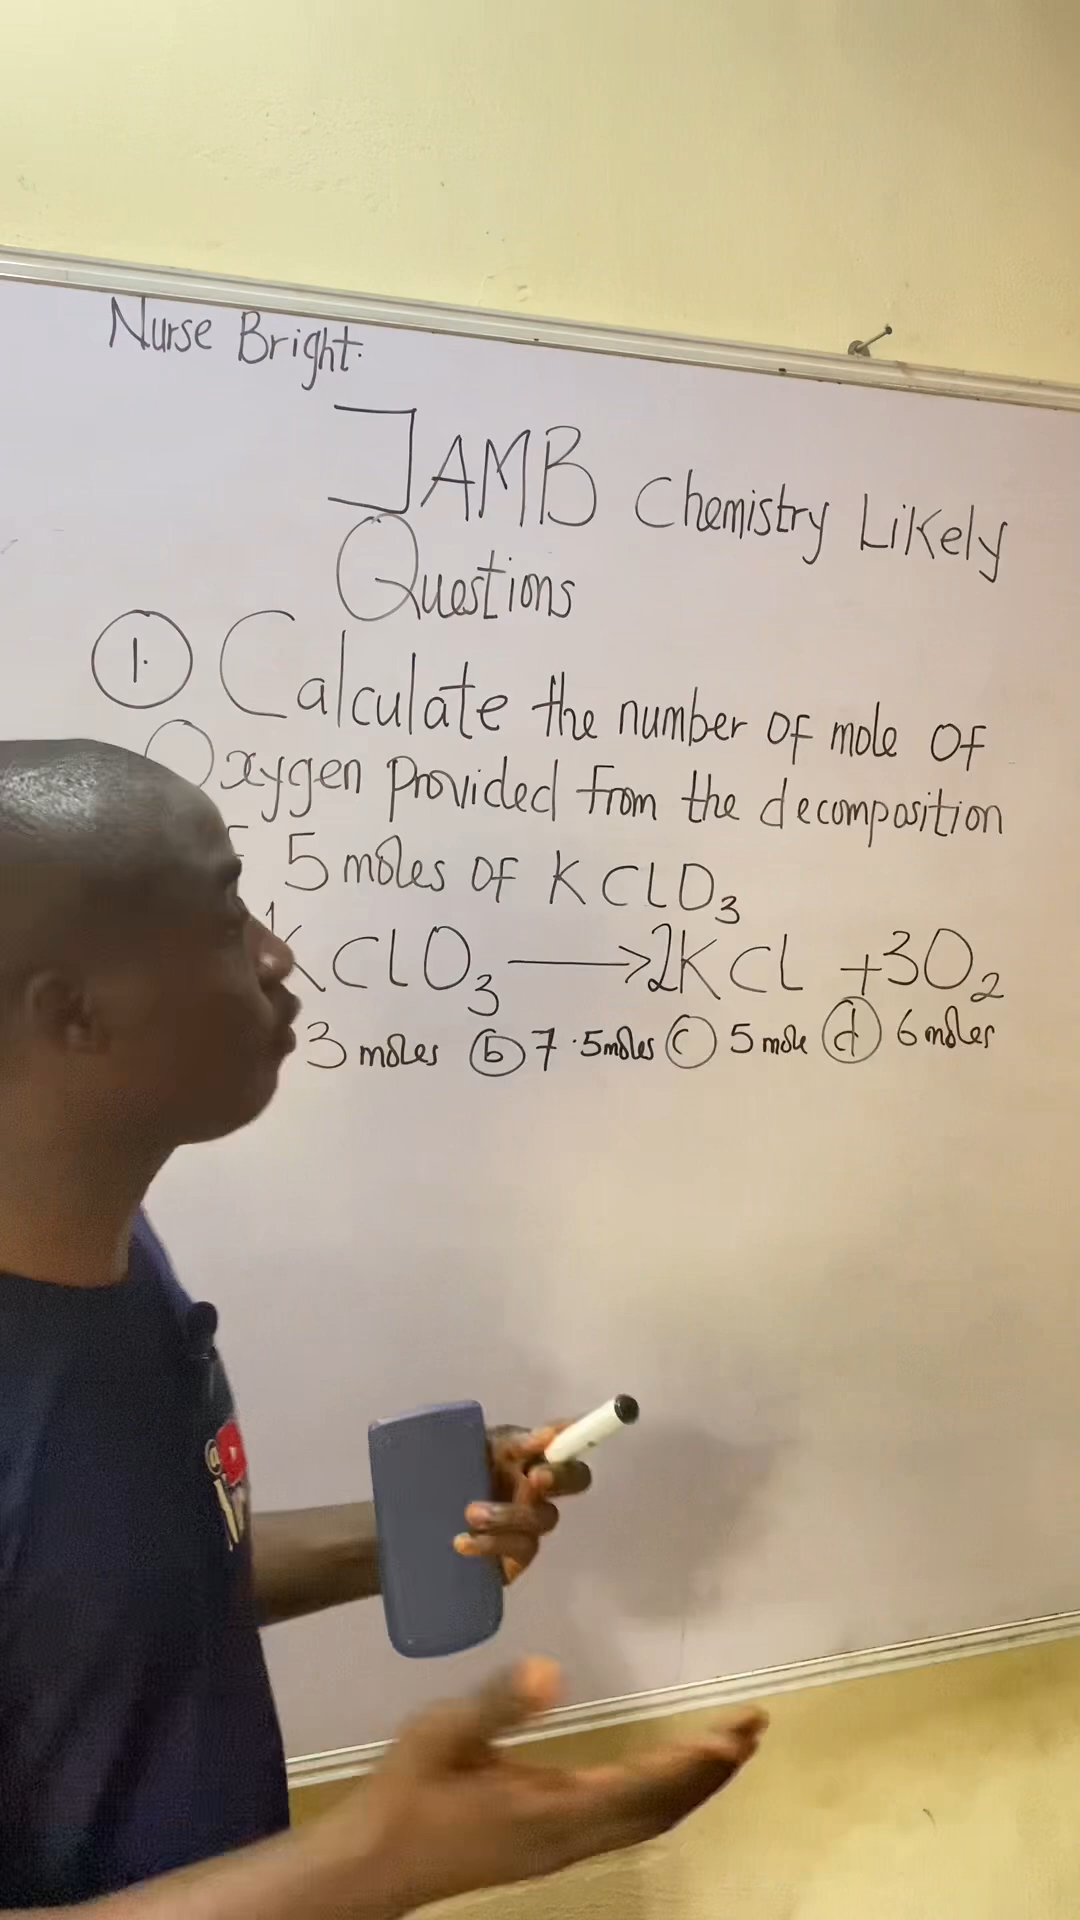 Nurse Bright.
JAMB Chemistry Likely
Questions
1. Calculate the number of mole of
Oxygen Provided from the decomposition
5 moles of KClO3
KClO3 → 2KCl + 3O2
3 moles (b) 7.5moles (c) 5 mole (d) 6 moles